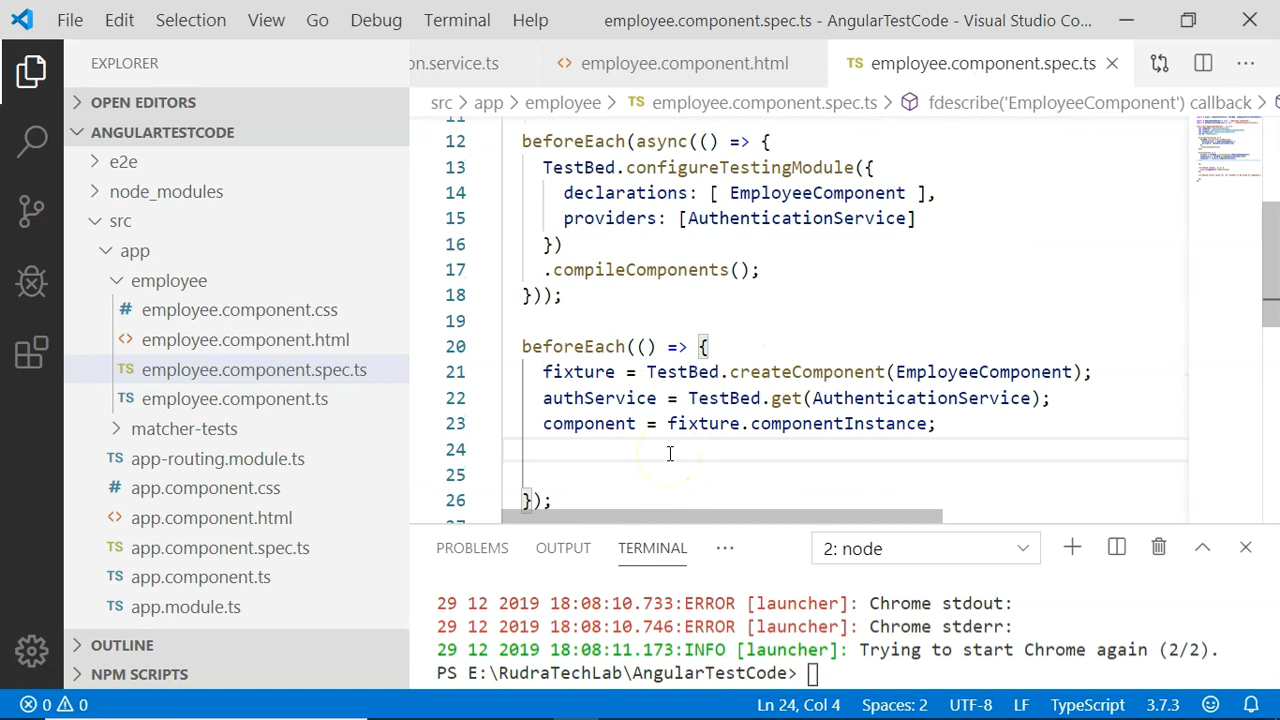 File Edit Selection View Go Debug Terminal Help employee.component.spec.ts - AngularTestCode - Visual Studio Co...
EXPLORER
n.service.ts employee.component.html TS employee.component.spec.ts
OPEN EDITORS
src > app > employee > TS employee.component.spec.ts > fdescribe('EmployeeComponent') callback >
ANGULARTESTCODE
e2e
node_modules
src
app
employee
# employee.component.css
<> employee.component.html
TS employee.component.spec.ts
TS employee.component.ts
matcher-tests
TS app-routing.module.ts
# app.component.css
<> app.component.html
TS app.component.spec.ts
TS app.component.ts
TS app.module.ts
OUTLINE
NPM SCRIPTS
11
12 beforeEach(async(() => {
13 TestBed.configureTestingModule({
14 declarations: [ EmployeeComponent ],
15 providers: [AuthenticationService]
16 })
17 .compileComponents();
18 }));
19
20 beforeEach(() => {
21 fixture = TestBed.createComponent(EmployeeComponent);
22 authService = TestBed.get(AuthenticationService);
23 component = fixture.componentInstance;
24
25
26 });
PROBLEMS OUTPUT TERMINAL ... 2: node
29 12 2019 18:08:10.733:ERROR [launcher]: Chrome stdout:
29 12 2019 18:08:10.746:ERROR [launcher]: Chrome stderr:
29 12 2019 18:08:11.173:INFO [launcher]: Trying to start Chrome again (2/2).
PS E:\RudraTechLab\AngularTestCode>
0 0 Ln 24, Col 4 Spaces: 2 UTF-8 LF TypeScript 3.7.3